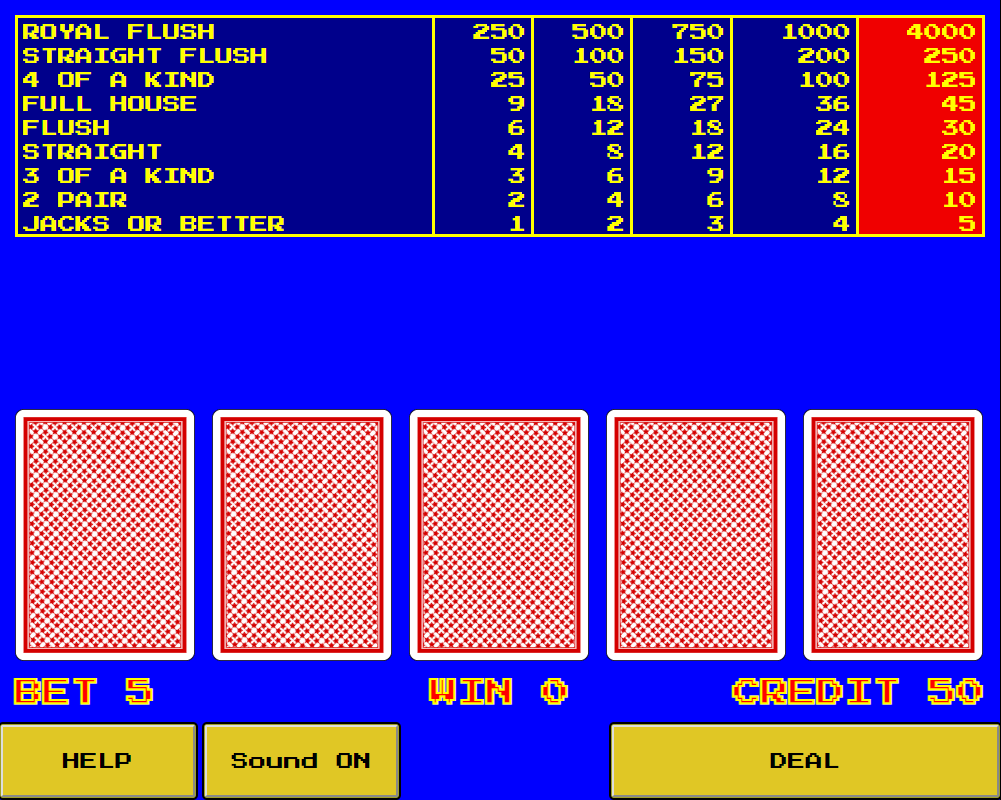 ROYAL FLUSH 250 500 750 1000 4000
STRAIGHT FLUSH 50 100 150 200 250
4 OF A KIND 25 50 75 100 125
FULL HOUSE 9 18 27 36 45
FLUSH 6 12 18 24 30
STRAIGHT 4 8 12 16 20
3 OF A KIND 3 6 9 12 15
2 PAIR 2 4 6 8 10
JACKS OR BETTER 1 2 3 4 5
BET 5 WIN 0 CREDIT 50
HELP Sound ON DEAL